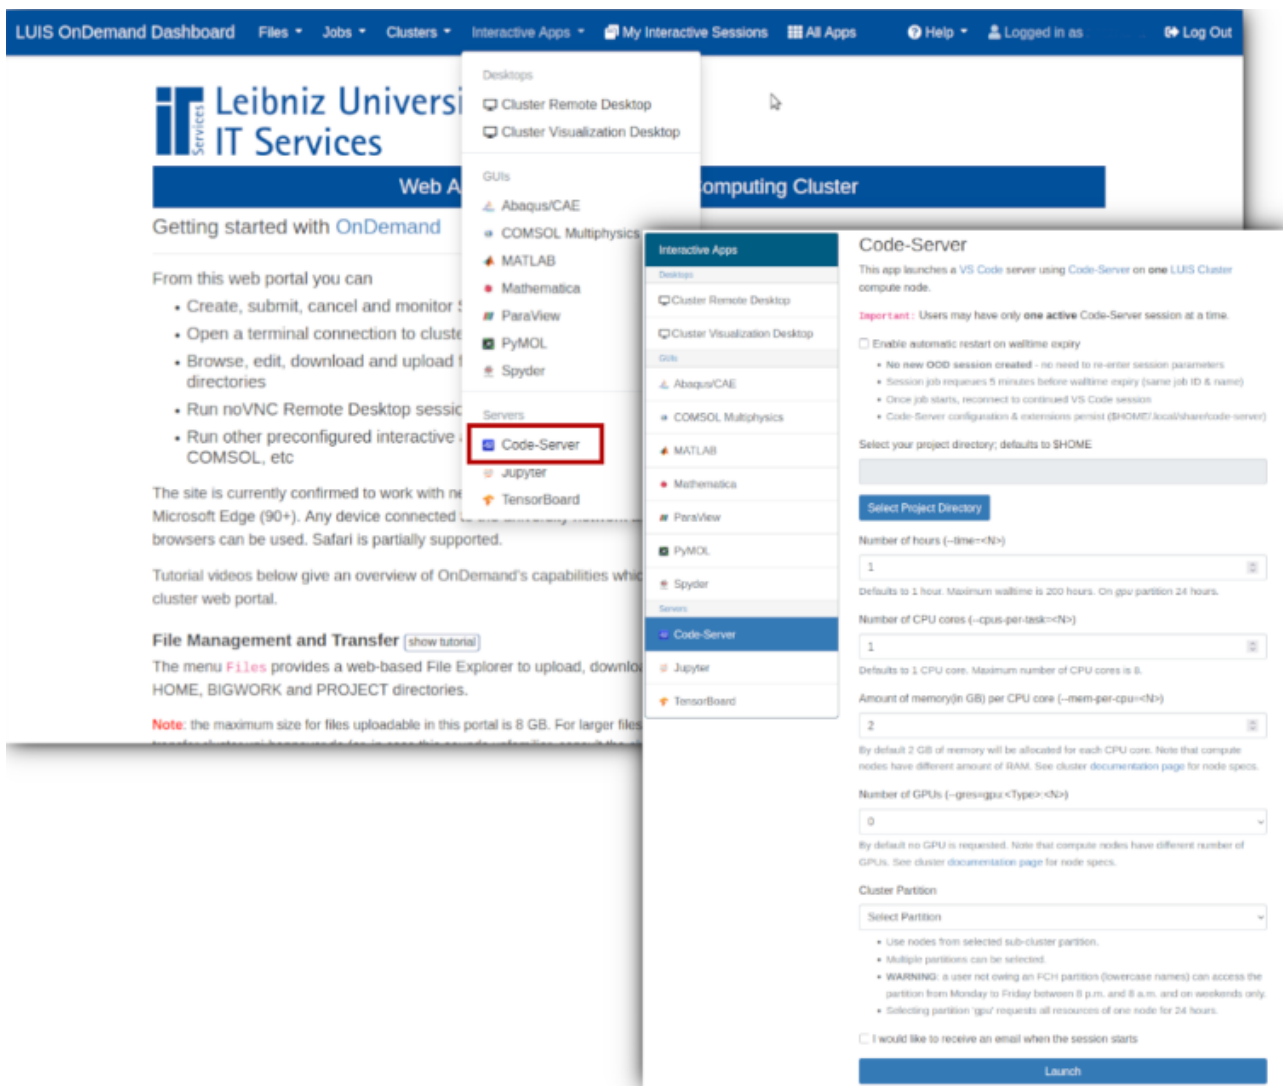 LUIS OnDemand Dashboard Files Jobs Clusters Interactive Apps My Interactive Sessions All Apps Help Logged in as Log Out
Leibniz Universi
IT Services
Services
Web A
omputing Cluster
Getting started with OnDemand
From this web portal you can
• Create, submit, cancel and monitor
• Open a terminal connection to cluste
• Browse, edit, download and upload
directories
• Run noVNC Remote Desktop sessio
• Run other preconfigured interactive
COMSOL, etc
The site is currently confirmed to work with ne
Microsoft Edge (90+). Any device connected
browsers can be used. Safari is partially supported.
Tutorial videos below give an overview of OnDemand's capabilities whic
cluster web portal.
File Management and Transfer show tutorial
The menu Files provides a web-based File Explorer to upload, downlo
HOME, BIGWORK and PROJECT directories.
Note: the maximum size for files uploadable in this portal is 8 GB. For larger files
Desktops
Cluster Remote Desktop
Cluster Visualization Desktop
GUIs
Abaqus/CAE
COMSOL Multiphysics
MATLAB
Mathematica
ParaView
PyMOL
Spyder
Servers
Code-Server
Jupyter
TensorBoard
Interactive Apps
Desktops
Cluster Remote Desktop
Cluster Visualization Desktop
GUIs
Abaqus/CAE
COMSOL Multiphysics
MATLAB
Mathematica
ParaView
PyMOL
Spyder
Servers
Code-Server
Jupyter
TensorBoard
Code-Server
This app launches a VS Code server using Code-Server on one LUIS Cluster
compute node.
Important: Users may have only one active Code-Server session at a time.
Enable automatic restart on walltime expiry
• No new OOD session created - no need to re-enter session parameters
• Session job requeues 5 minutes before walltime expiry (same job ID & name)
• Once job starts, reconnect to continued VS Code session
• Code-Server configuration & extensions persist ($HOME/.local/share/code-server)
Select your project directory; defaults to $HOME
Select Project Directory
Number of hours (--time=<N>)
1
Defaults to 1 hour. Maximum walltime is 200 hours. On gpu partition 24 hours.
Number of CPU cores (--cpus-per-task=<N>)
1
Defaults to 1 CPU core. Maximum number of CPU cores is 8.
Amount of memory(in GB) per CPU core (--mem-per-cpu=<N>)
2
By default 2 GB of memory will be allocated for each CPU core. Note that compute
nodes have different amount of RAM. See cluster documentation page for node specs.
Number of GPUs (--gres=gpu:<Type>:<N>)
0
By default no GPU is requested. Note that compute nodes have different number of
GPUs. See cluster documentation page for node specs.
Cluster Partition
Select Partition
• Use nodes from selected sub-cluster partition.
• Multiple partitions can be selected.
• WARNING: a user not owing an FCH partition (lowercase names) can access the
partition from Monday to Friday between 8 p.m. and 8 a.m. and on weekends only.
• Selecting partition 'gpu' requests all resources of one node for 24 hours.
I would like to receive an email when the session starts
Launch